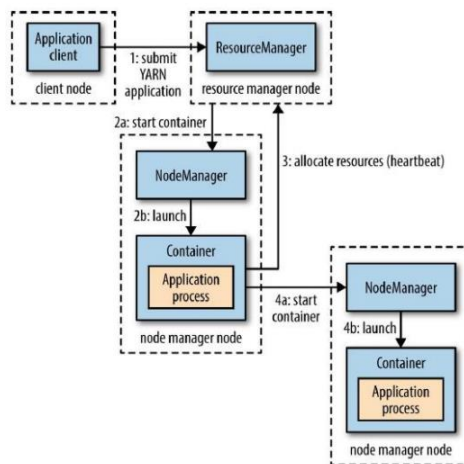 Application
client
client node
1: submit
YARN
application
ResourceManager
resource manager node
2a: start container
NodeManager
2b: launch
Container
Application
process
node manager node
3: allocate resources (heartbeat)
4a: start
container
NodeManager
4b: launch
Container
Application
process
node manager node